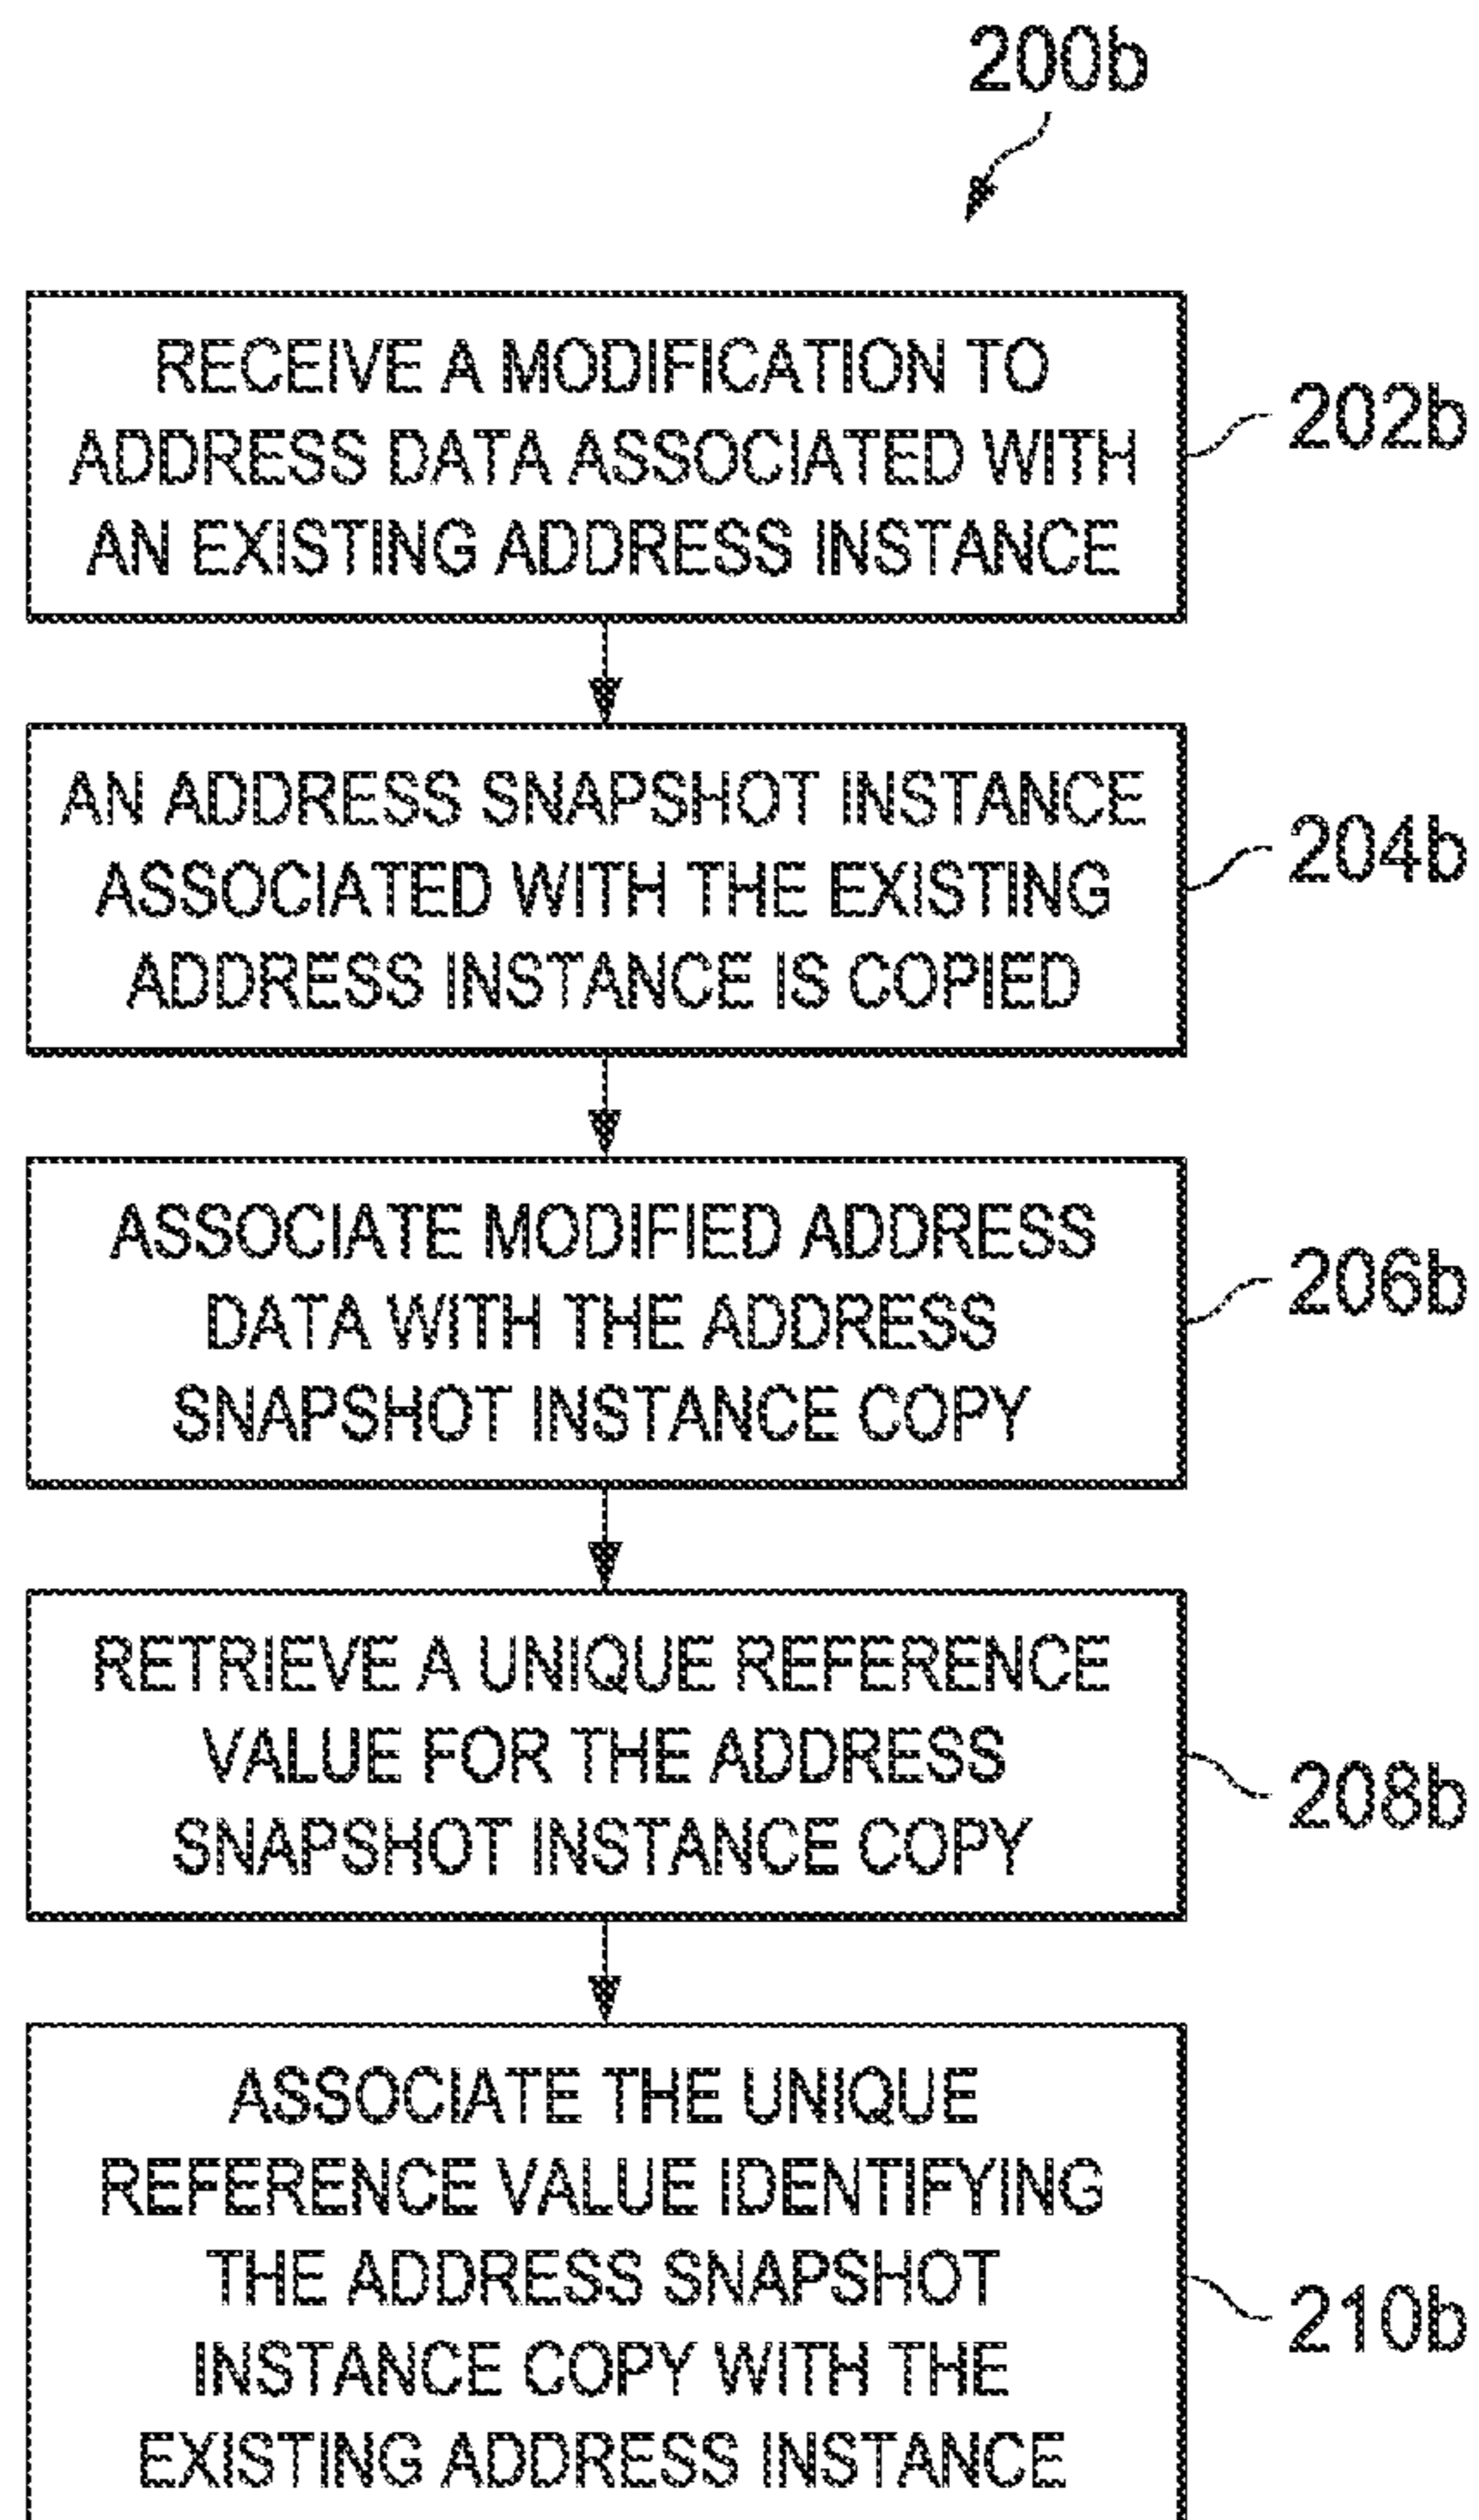 200b
RECEIVE A MODIFICATION TO
ADDRESS DATA ASSOCIATED WITH
AN EXISTING ADDRESS INSTANCE
202b
AN ADDRESS SNAPSHOT INSTANCE
ASSOCIATED WITH THE EXISTING
ADDRESS INSTANCE IS COPIED
204b
ASSOCIATE MODIFIED ADDRESS
DATA WITH THE ADDRESS
SNAPSHOT INSTANCE COPY
206b
RETRIEVE A UNIQUE REFERENCE
VALUE FOR THE ADDRESS
SNAPSHOT INSTANCE COPY
208b
ASSOCIATE THE UNIQUE
REFERENCE VALUE IDENTIFYING
THE ADDRESS SNAPSHOT
INSTANCE COPY WITH THE
EXISTING ADDRESS INSTANCE
210b